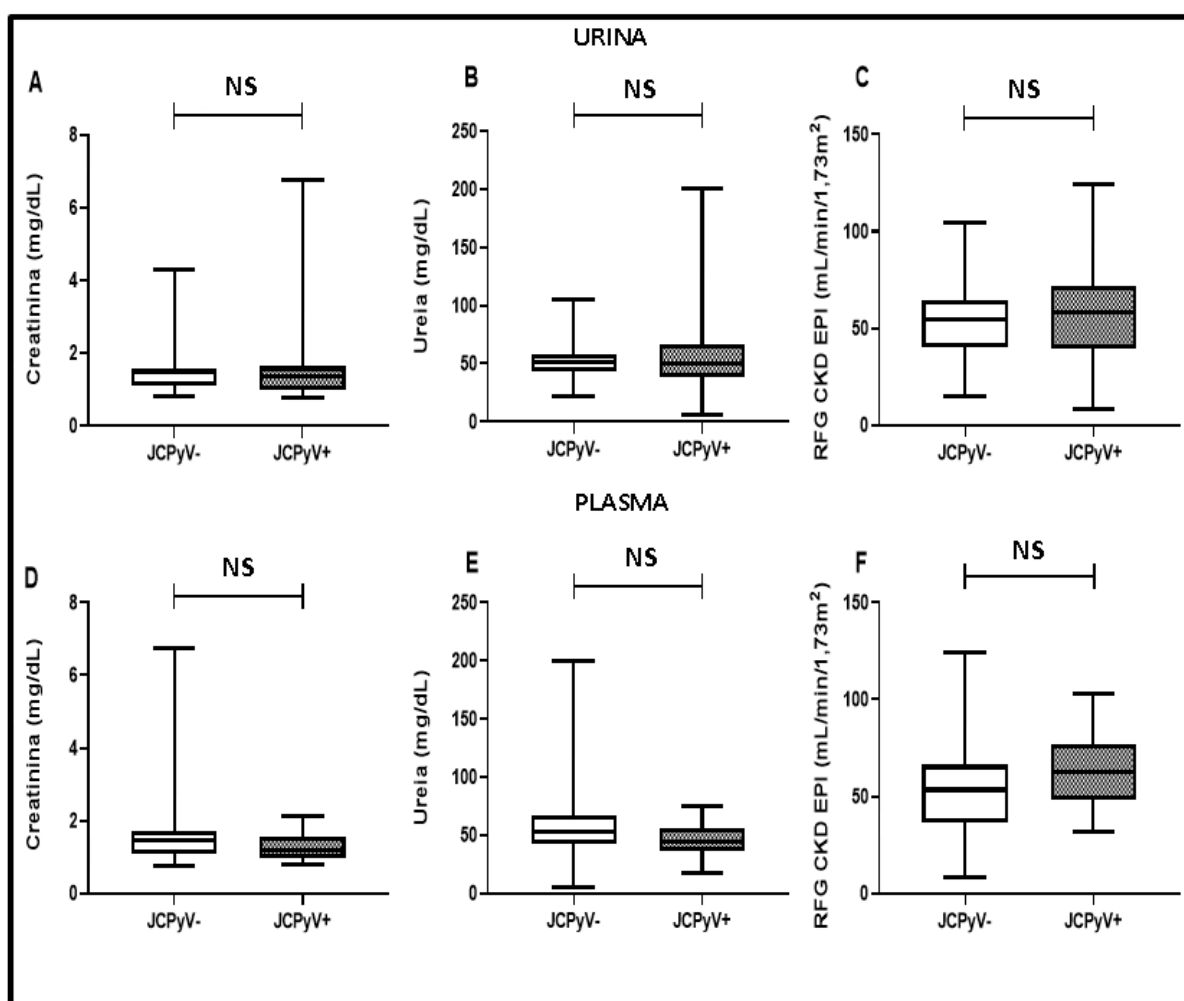 URINA
A
NS
Creatinina (mg/dL)
8
6
4
2
0
JCPyV-
JCPyV+
B
NS
Ureia (mg/dL)
250
200
150
100
50
0
JCPyV-
JCPyV+
C
NS
RFG CKD EPI (mL/min/1,73m²)
150
100
50
0
JCPyV-
JCPyV+
PLASMA
D
NS
Creatinina (mg/dL)
8
6
4
2
0
JCPyV-
JCPyV+
E
NS
Ureia (mg/dL)
250
200
150
100
50
0
JCPyV-
JCPyV+
F
NS
RFG CKD EPI (mL/min/1,73m²)
150
100
50
0
JCPyV-
JCPyV+